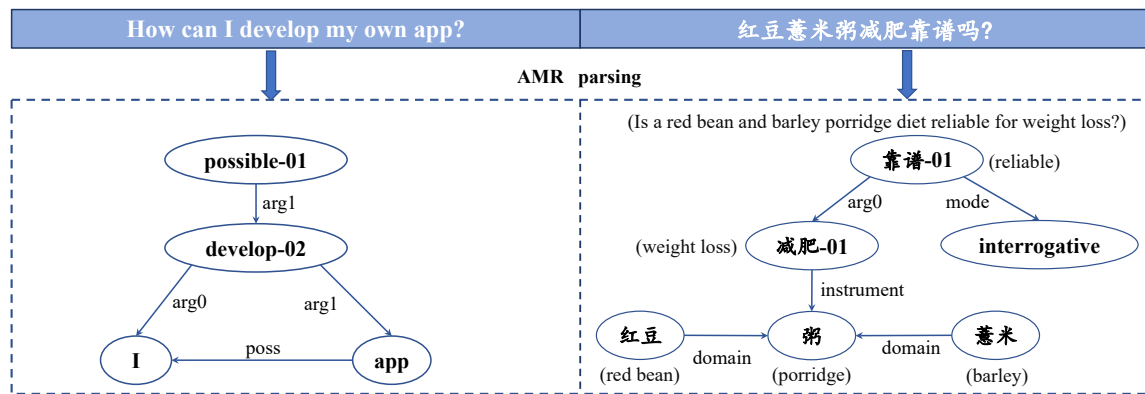 How can I develop my own app?
红豆薏米粥减肥靠谱吗?
AMR parsing
possible-01
arg1
develop-02
arg0
arg1
I
poss
app
(Is a red bean and barley porridge diet reliable for weight loss?)
靠谱-01
(reliable)
arg0
mode
(weight loss)
减肥-01
interrogative
instrument
红豆
粥
薏米
domain
domain
(red bean)
(porridge)
(barley)